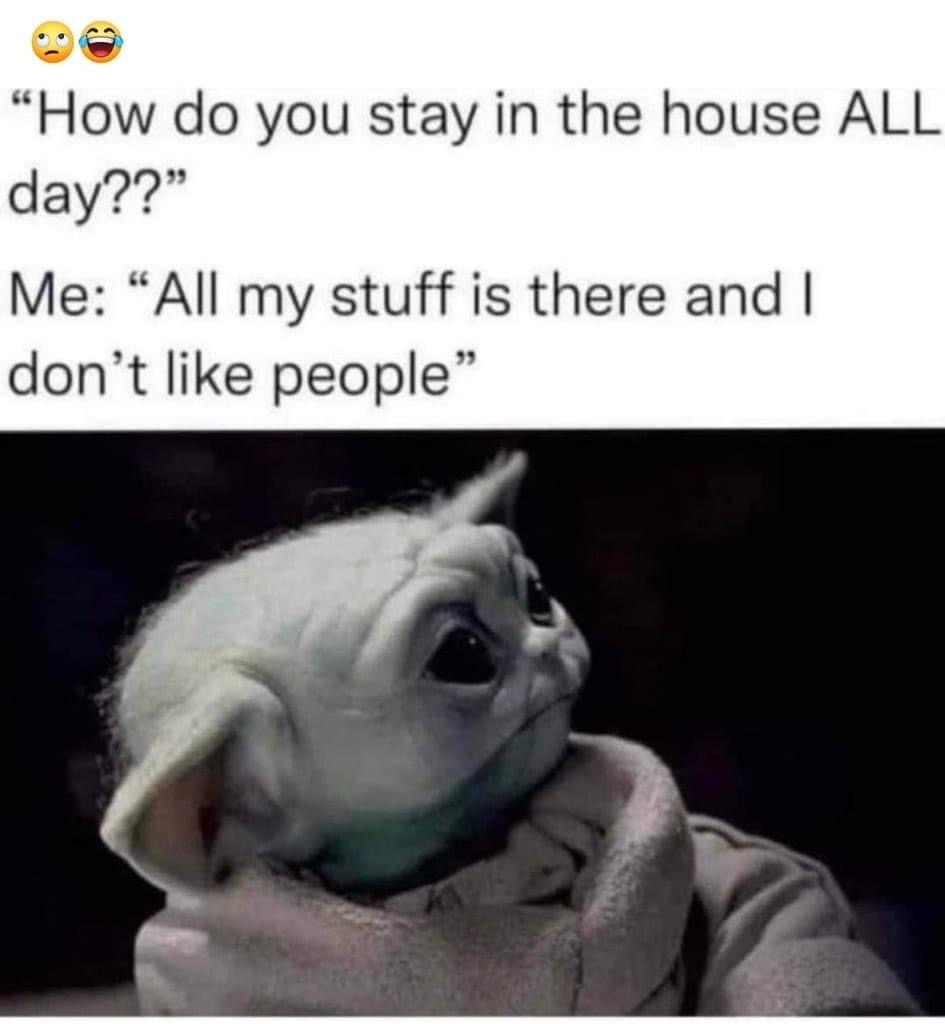 🙄😂
“How do you stay in the house ALL
day??”
Me: “All my stuff is there and I
don’t like people”